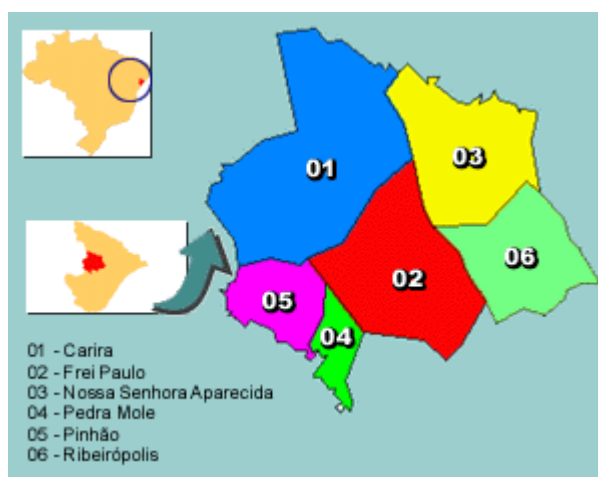 01
03
06
02
05
04
01 - Carira
02 - Frei Paulo
03 - Nossa Senhora Aparecida
04 - Pedra Mole
05 - Pinhão
06 - Ribeirópolis